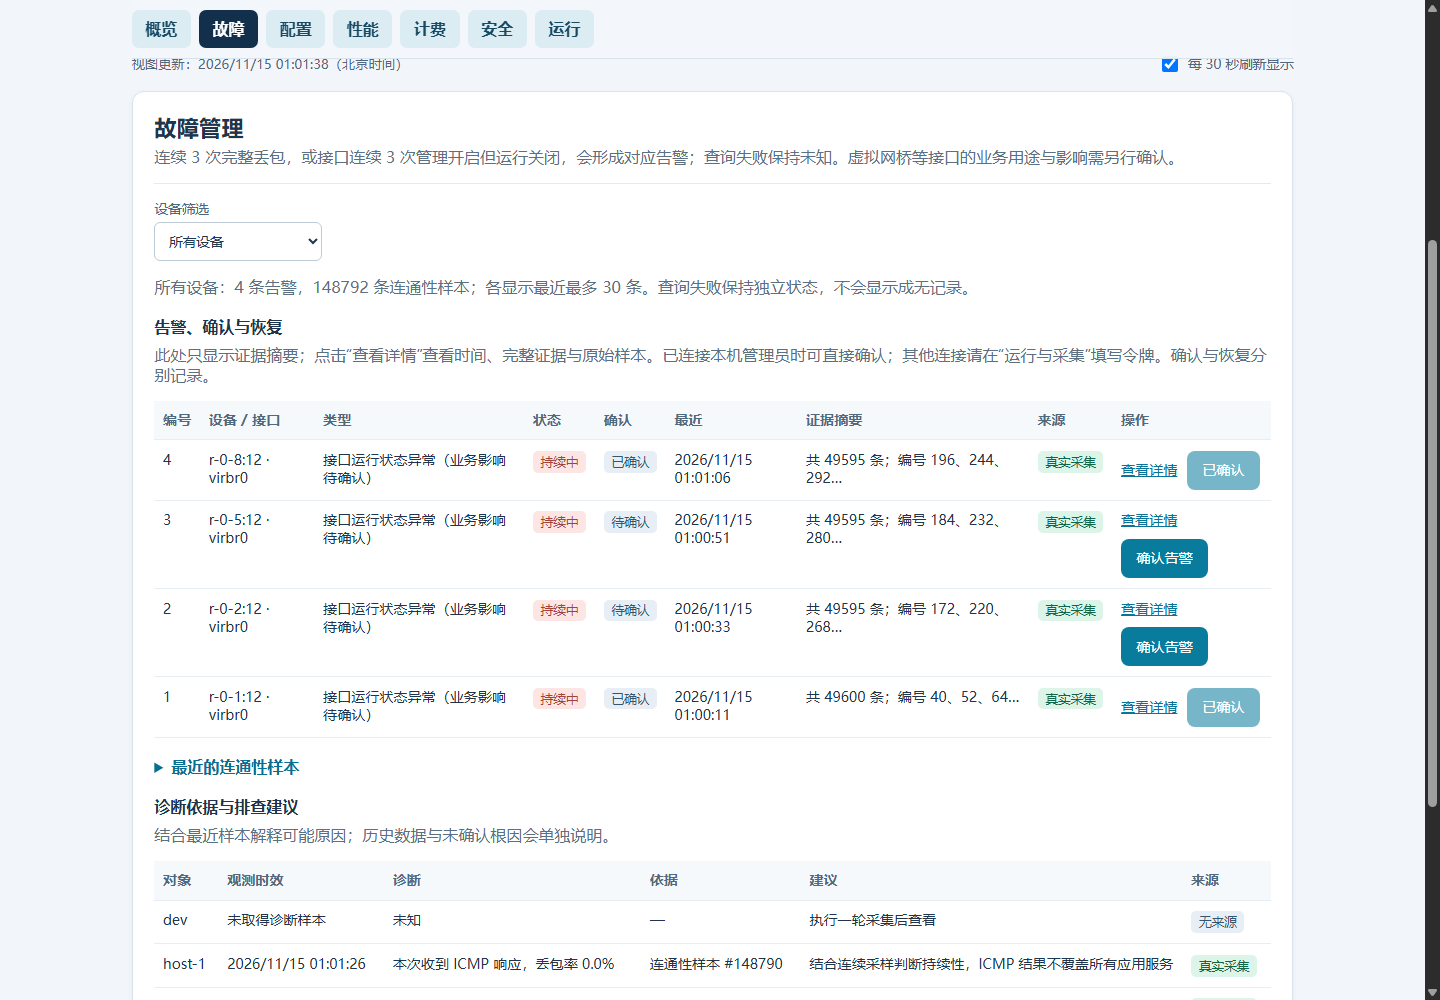 概览 故障 配置 性能 计费 安全 运行
视图更新：2026/11/15 01:01:38（北京时间） 每 30 秒刷新显示
故障管理
连续 3 次完整丢包，或接口连续 3 次管理开启但运行关闭，会形成对应告警；查询失败保持未知。虚拟网桥等接口的业务用途与影响需另行确认。
设备筛选
所有设备
所有设备：4 条告警，148792 条连通性样本；各显示最近最多 30 条。查询失败保持独立状态，不会显示成无记录。
告警、确认与恢复
此处只显示证据摘要；点击“查看详情”查看时间、完整证据与原始样本。已连接本机管理员时可直接确认；其他连接请在“运行与采集”填写令牌。确认与恢复分
别记录。
编号 设备 / 接口 类型 状态 确认 最近 证据摘要 来源 操作
4 r-0-8:12 · 接口运行状态异常（业务影响 持续中 已确认 2026/11/15 共 49595 条；编号 196、244、 真实采集 查看详情 已确认
virbr0 待确认） 01:01:06 292...
3 r-0-5:12 · 接口运行状态异常（业务影响 持续中 待确认 2026/11/15 共 49595 条；编号 184、232、 真实采集 查看详情
virbr0 待确认） 01:00:51 280...
确认告警
2 r-0-2:12 · 接口运行状态异常（业务影响 持续中 待确认 2026/11/15 共 49595 条；编号 172、220、 真实采集 查看详情
virbr0 待确认） 01:00:33 268...
确认告警
1 r-0-1:12 · 接口运行状态异常（业务影响 持续中 已确认 2026/11/15 共 49600 条；编号 40、52、64... 真实采集 查看详情 已确认
virbr0 待确认） 01:00:11
最近的连通性样本
诊断依据与排查建议
结合最近样本解释可能原因；历史数据与未确认根因会单独说明。
对象 观测时效 诊断 依据 建议 来源
dev 未取得诊断样本 未知 — 执行一轮采集后查看 无来源
host-1 2026/11/15 01:01:26 本次收到 ICMP 响应，丢包率 0.0% 连通性样本 #148790 结合连续采样判断持续性，ICMP 结果不覆盖所有应用服务 真实采集